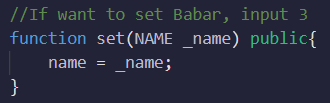 //If want to set Babar, input 3
function set(NAME _name) public{
    name = _name;
}